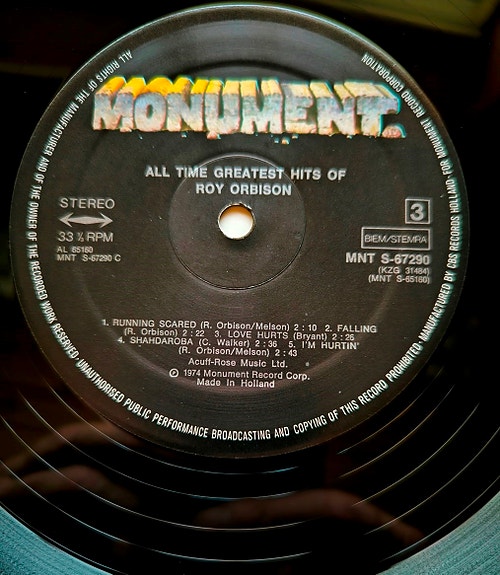 MONUMENT
ALL TIME GREATEST HITS OF
ROY ORBISON
STEREO
33 ⅓ RPM
AL 65160
MNT S-67290 C
3
BIEM/STEMRA
MNT S-67290
(KZG 31484)
(MNT S-65160)
1. RUNNING SCARED (R. Orbison/Melson) 2 : 10 2. FALLING
(R. Orbison) 2 : 22 3. LOVE HURTS (Bryant) 2 : 26
4. SHAHDAROBA (C. Walker) 2 : 36 5. I'M HURTIN'
(R. Orbison/Melson) 2 : 43
Acuff-Rose Music Ltd.
℗ 1974 Monument Record Corp.
Made in Holland
ALL RIGHTS OF THE MANUFACTURER AND OF THE OWNER OF THE RECORDED WORK RESERVED · UNAUTHORISED PUBLIC PERFORMANCE BROADCASTING AND COPYING OF THIS RECORD PROHIBITED · MANUFACTURED BY CBS RECORDS HOLLAND · FOR MONUMENT RECORD CORPORATION